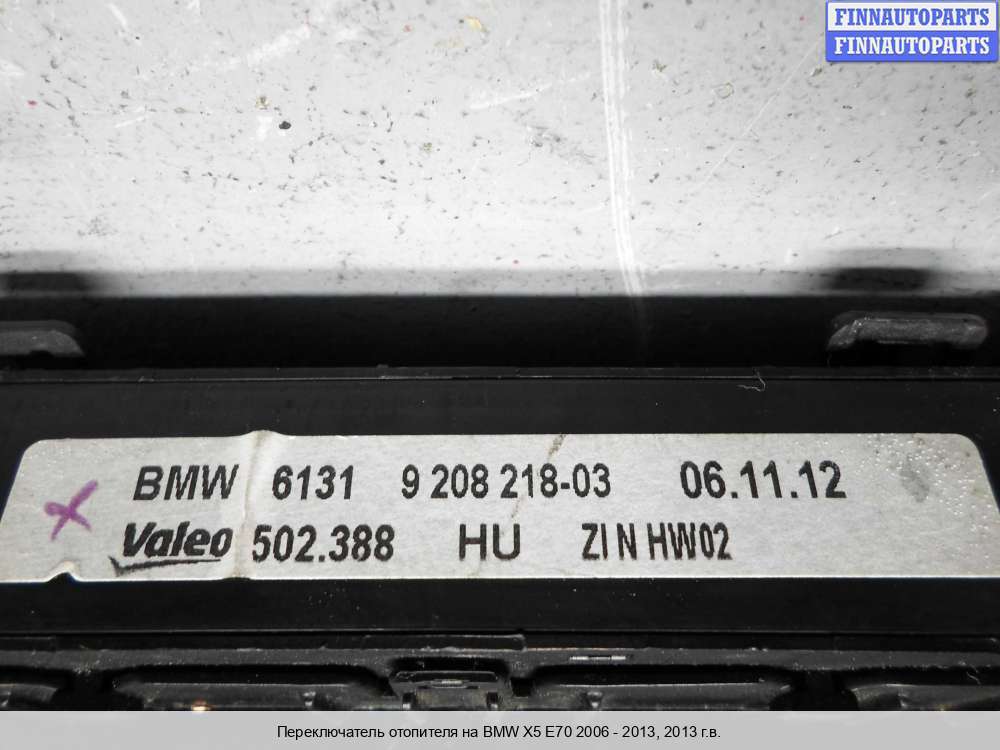 FINNAUTOPARTS
FINNAUTOPARTS
BMW 6131 9 208 218-03 06.11.12
Valeo 502.388 HU ZI N HW02
Переключатель отопителя на BMW X5 E70 2006 - 2013, 2013 г.в.